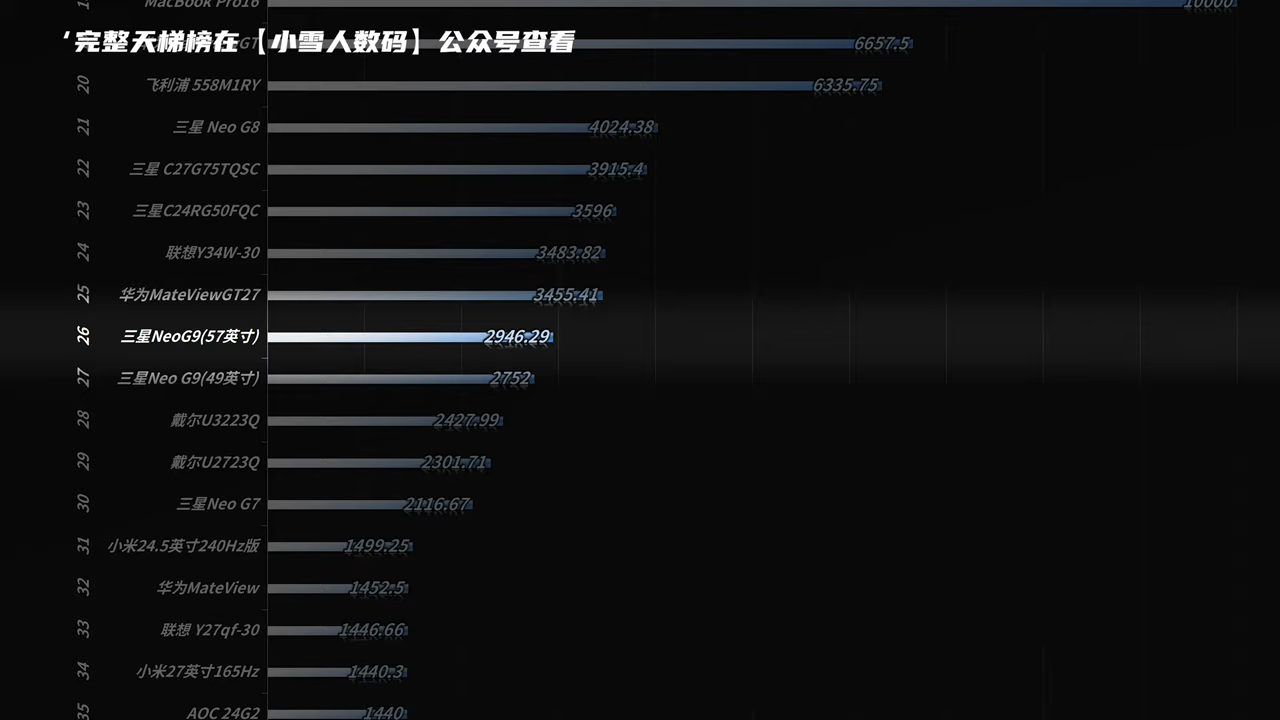 MacBook Pro16 10000
‘完整天梯榜在【小雪人数码】公众号查看
GT 6657.5
20 飞利浦 558M1RY 6335.75
21 三星 Neo G8 4024.38
22 三星 C27G75TQSC 3915.4
23 三星C24RG50FQC 3596
24 联想Y34W-30 3483.82
25 华为MateViewGT27 3455.41
26 三星NeoG9(57英寸) 2946.29
27 三星Neo G9(49英寸) 2752
28 戴尔U3223Q 2427.99
29 戴尔U2723Q 2301.71
30 三星Neo G7 2116.67
31 小米24.5英寸240Hz版 1499.25
32 华为MateView 1452.5
33 联想 Y27qf-30 1446.66
34 小米27英寸165Hz 1440.3
35 AOC 24G2 1440